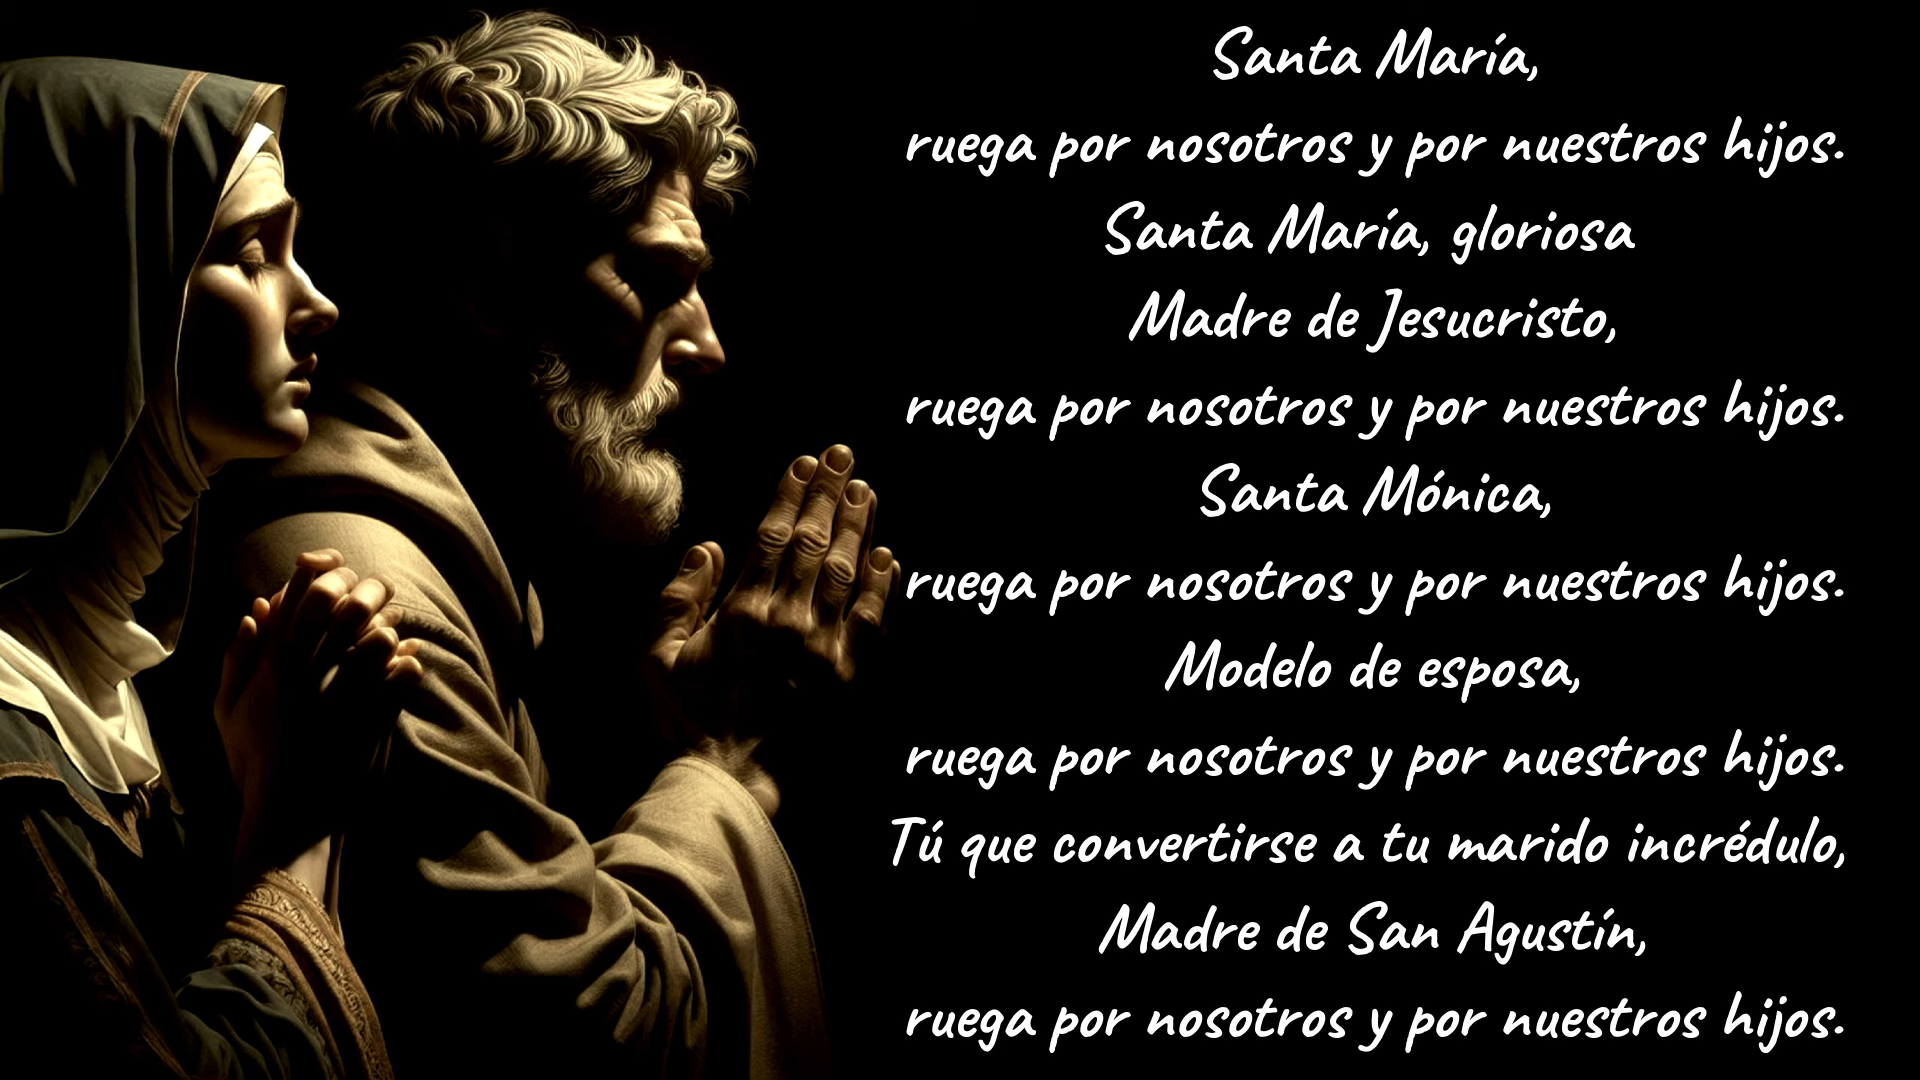 Santa María,
ruega por nosotros y por nuestros hijos.
Santa María, gloriosa
Madre de Jesucristo,
ruega por nosotros y por nuestros hijos.
Santa Mónica,
ruega por nosotros y por nuestros hijos.
Modelo de esposa,
ruega por nosotros y por nuestros hijos.
Tú que convertirse a tu marido incrédulo,
Madre de San Agustín,
ruega por nosotros y por nuestros hijos.